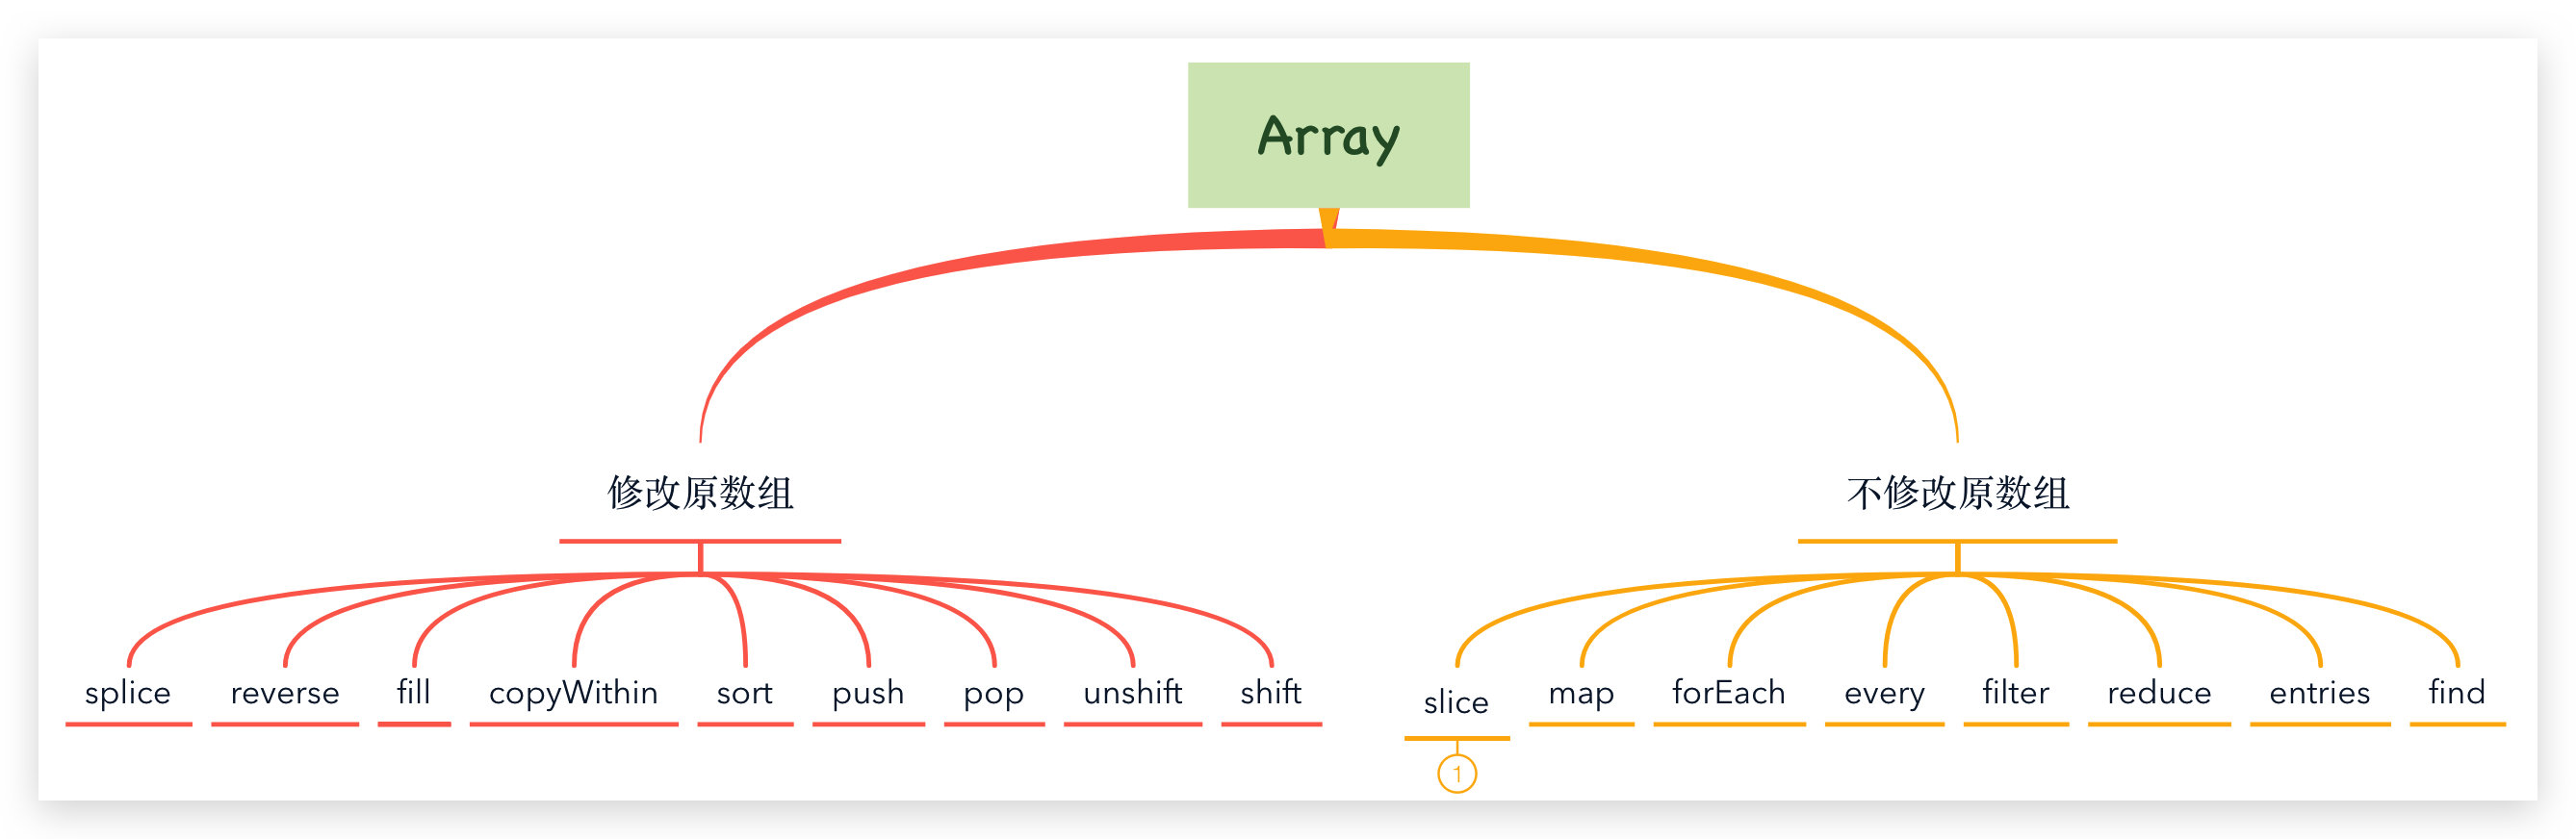 Array
修改原数组
不修改原数组
splice
reverse
fill
copyWithin
sort
push
pop
unshift
shift
slice
map
forEach
every
filter
reduce
entries
find
1